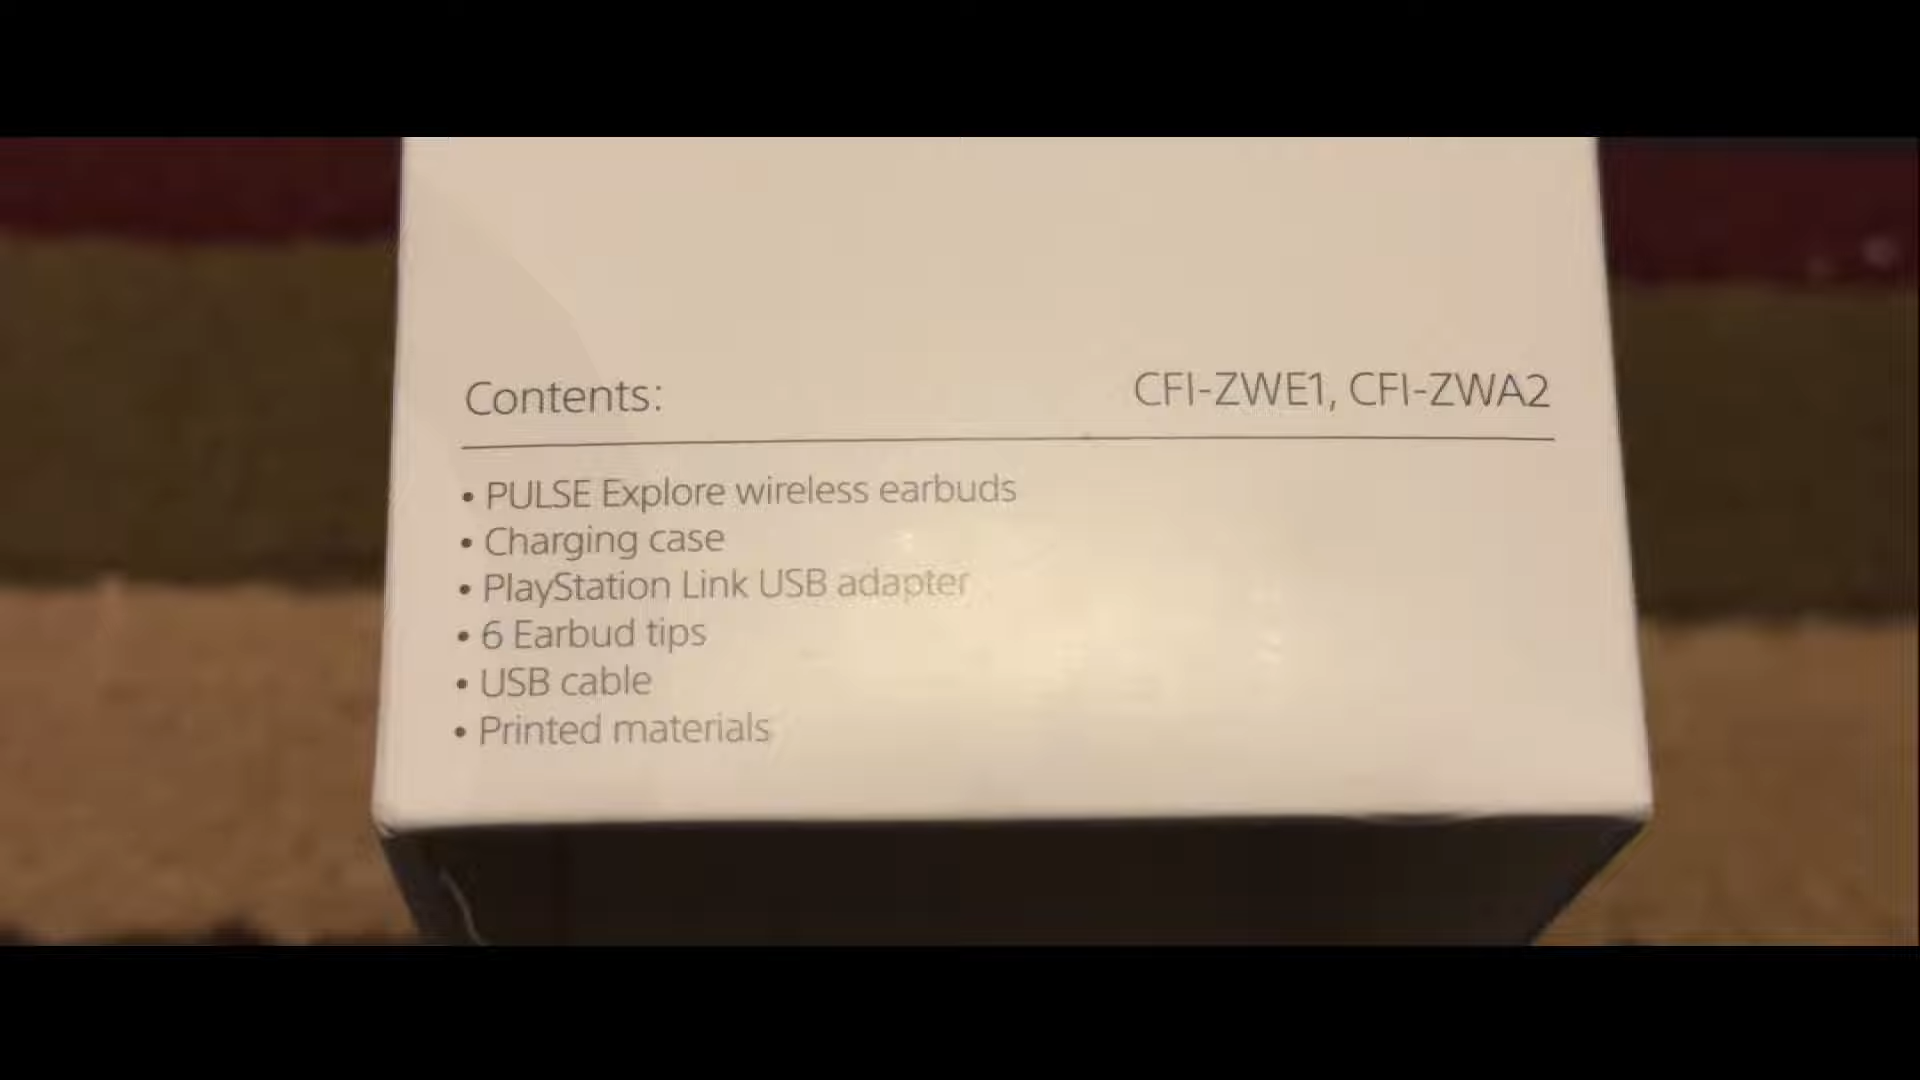 Contents: CFI-ZWE1, CFI-ZWA2
• PULSE Explore wireless earbuds
• Charging case
• PlayStation Link USB adapter
• 6 Earbud tips
• USB cable
• Printed materials